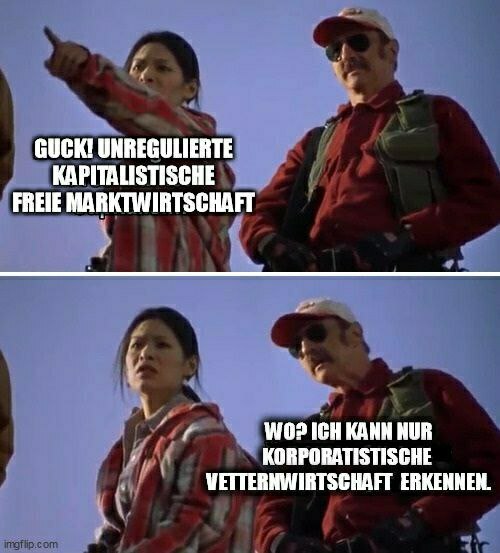 GUCK! UNREGULIERTE
KAPITALISTISCHE
FREIE MARKTWIRTSCHAFT
WO? ICH KANN NUR
KORPORATISTISCHE
VETTERNWIRTSCHAFT ERKENNEN.
imgflip.com